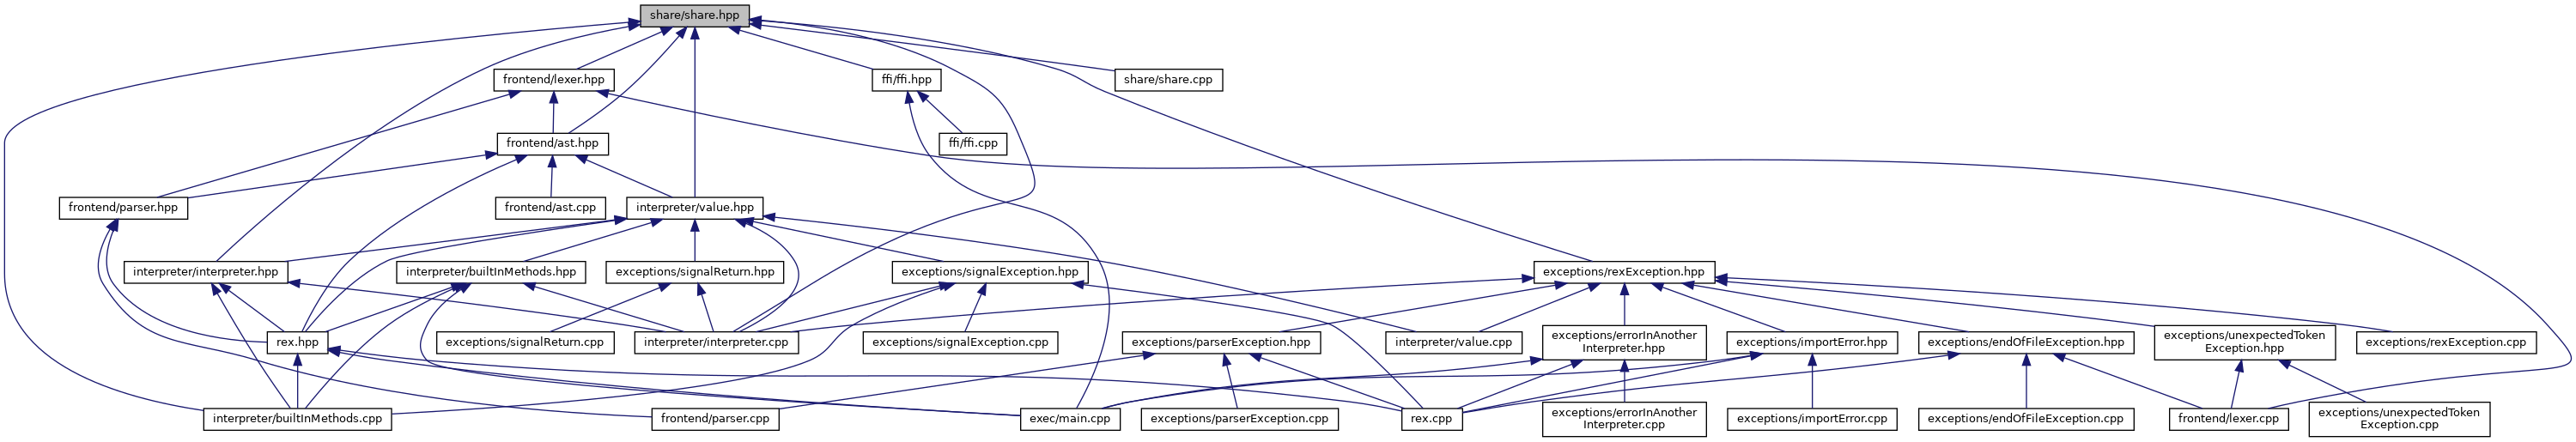 share/share.hpp
frontend/lexer.hpp
ffi/ffi.hpp
share/share.cpp
frontend/ast.hpp
ffi/ffi.cpp
frontend/parser.hpp
frontend/ast.cpp
interpreter/value.hpp
interpreter/interpreter.hpp
interpreter/builtInMethods.hpp
exceptions/signalReturn.hpp
exceptions/signalException.hpp
exceptions/rexException.hpp
rex.hpp
exceptions/signalReturn.cpp
interpreter/interpreter.cpp
exceptions/signalException.cpp
exceptions/parserException.hpp
interpreter/value.cpp
exceptions/errorInAnother
Interpreter.hpp
exceptions/importError.hpp
exceptions/endOfFileException.hpp
exceptions/unexpectedToken
Exception.hpp
exceptions/rexException.cpp
interpreter/builtInMethods.cpp
frontend/parser.cpp
exec/main.cpp
exceptions/parserException.cpp
rex.cpp
exceptions/errorInAnother
Interpreter.cpp
exceptions/importError.cpp
exceptions/endOfFileException.cpp
frontend/lexer.cpp
exceptions/unexpectedToken
Exception.cpp